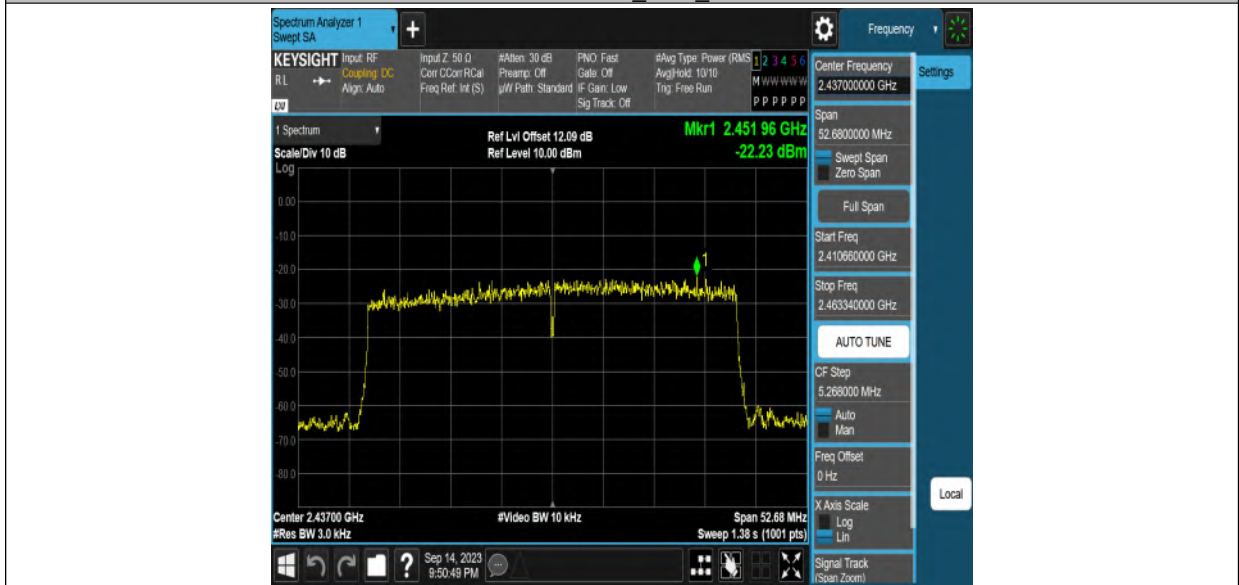 Spectrum Analyzer 1
Swept SA
+
Frequency
KEYSIGHT
RL
LXI
Input: RF
Coupling: DC
Align: Auto
Input Z: 50 Ω
Corr CCorr RCal
Freq Ref: Int (S)
#Atten: 30 dB
Preamp: Off
µW Path: Standard
PNO: Fast
Gate: Off
IF Gain: Low
Sig Track: Off
#Avg Type: Power (RMS
Avg|Hold: 10/10
Trig: Free Run
1 2 3 4 5 6
M W W W W W
P P P P P P
1 Spectrum
Scale/Div 10 dB
Ref Lvl Offset 12.09 dB
Ref Level 10.00 dBm
Mkr1 2.451 96 GHz
-22.23 dBm
Log
0.00
-10.0
-20.0
-30.0
-40.0
-50.0
-60.0
-70.0
-80.0
1
Center 2.43700 GHz
#Res BW 3.0 kHz
#Video BW 10 kHz
Span 52.68 MHz
Sweep 1.38 s (1001 pts)
?
Sep 14, 2023
9:50:49 PM
Center Frequency
2.437000000 GHz
Span
52.6800000 MHz
Swept Span
Zero Span
Full Span
Start Freq
2.410660000 GHz
Stop Freq
2.463340000 GHz
AUTO TUNE
CF Step
5.268000 MHz
Auto
Man
Freq Offset
0 Hz
X Axis Scale
Log
Lin
Signal Track
(Span Zoom)
Settings
Local